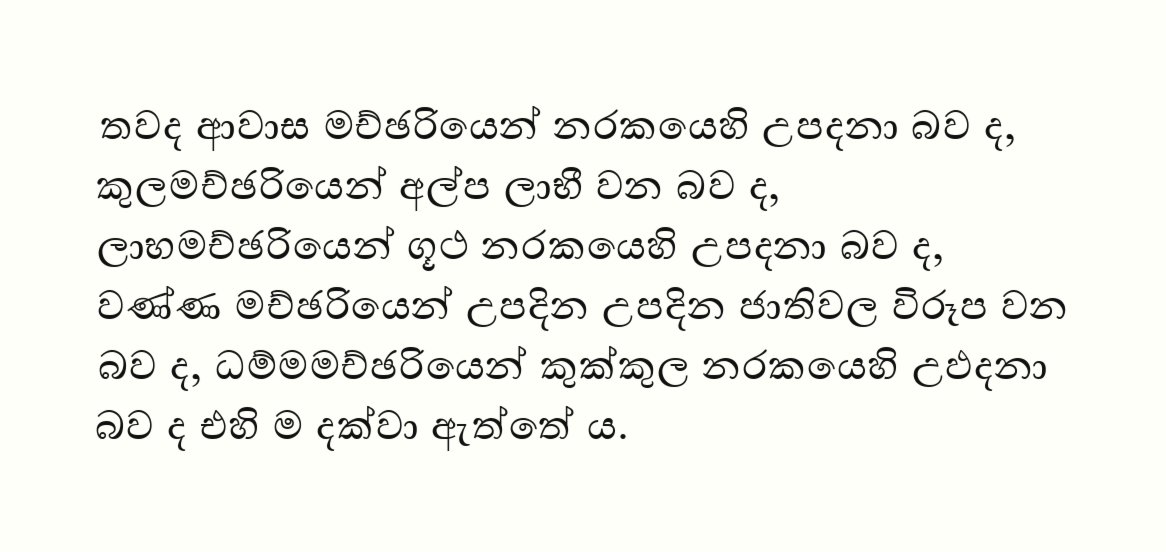 තවද ආවාස මච්ඡරියෙන් නරකයෙහි උපදනා බව ද,
කුලමච්ඡරියෙන් අල්ප ලාභී වන බව ද,
ලාභමච්ඡරියෙන් ගූථ නරකයෙහි උපදනා බව ද,
වණ්ණ මච්ඡරියෙන් උපදින උපදින ජාතිවල විරූප වන
බව ද, ධම්මමච්ඡරියෙන් කුක්කුල නරකයෙහි උඵදනා
බව ද එහි ම දක්වා ඇත්තේ ය.